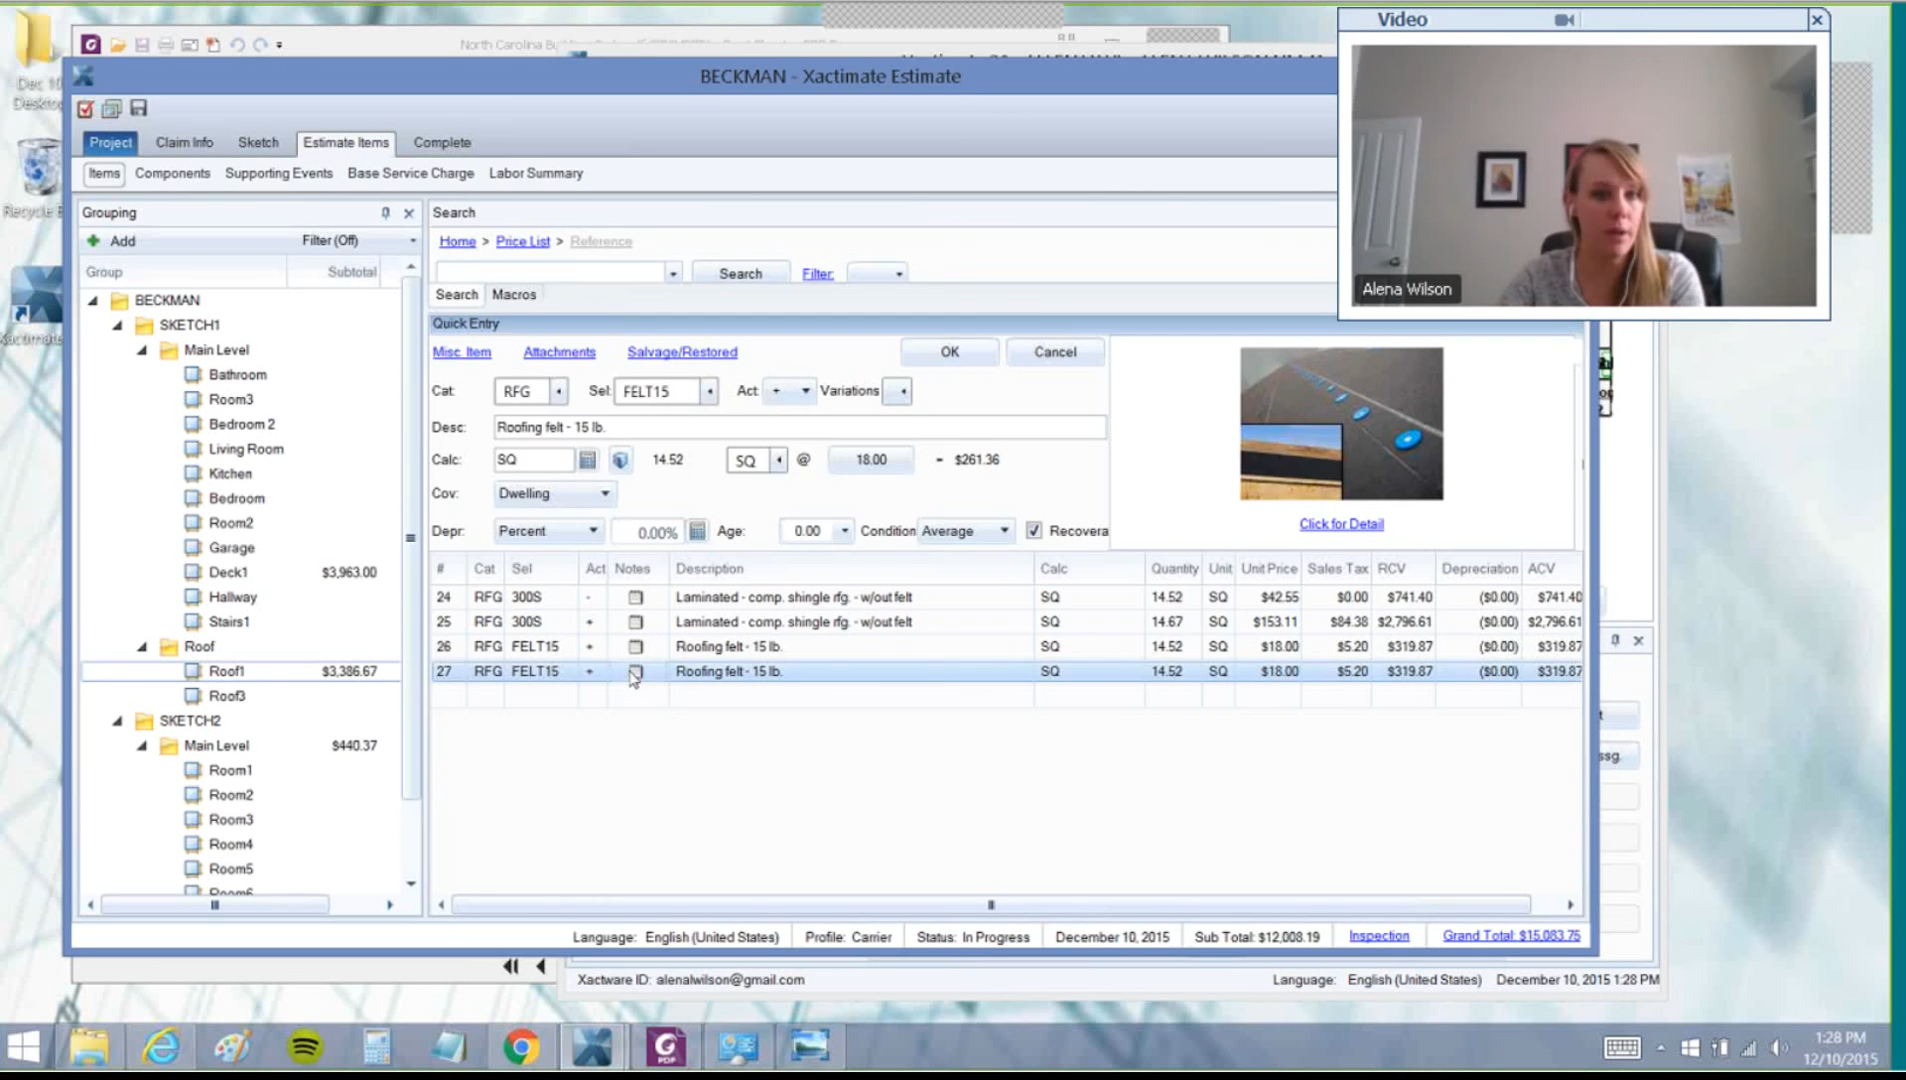 Video
North Carolina Bu
BECKMAN - Xactimate Estimate
Project Claim Info Sketch Estimate Items Complete
Items Components Supporting Events Base Service Charge Labor Summary
Grouping
Add Filter (Off)
Group Subtotal
BECKMAN
SKETCH1
Main Level
Bathroom
Room3
Bedroom 2
Living Room
Kitchen
Bedroom
Room2
Garage
Deck1 $3,963.00
Hallway
Stairs1
Roof
Roof1 $3,386.67
Roof3
SKETCH2
Main Level $440.37
Room1
Room2
Room3
Room4
Room5
Room6
Search
Home > Price List > Reference
Search Filter:
Search Macros
Quick Entry
Misc. Item Attachments Salvage/Restored OK Cancel
Cat: RFG Sel: FELT15 Act: + Variations
Desc: Roofing felt - 15 lb.
Calc: SQ 14.52 SQ @ 18.00 = $261.36
Cov: Dwelling
Depr: Percent 0.00% Age: 0.00 Condition Average Recovera
Click for Detail
# Cat Sel Act Notes Description Calc Quantity Unit Unit Price Sales Tax RCV Depreciation ACV
24 RFG 300S - Laminated - comp. shingle rfg. - w/out felt SQ 14.52 SQ $42.55 $0.00 $741.40 ($0.00) $741.40
25 RFG 300S + Laminated - comp. shingle rfg. - w/out felt SQ 14.67 SQ $153.11 $84.38 $2,796.61 ($0.00) $2,796.61
26 RFG FELT15 + Roofing felt - 15 lb. SQ 14.52 SQ $18.00 $5.20 $319.87 ($0.00) $319.87
27 RFG FELT15 + Roofing felt - 15 lb. SQ 14.52 SQ $18.00 $5.20 $319.87 ($0.00) $319.87
Language: English (United States) Profile: Carrier Status: In Progress December 10, 2015 Sub Total: $12,008.19 Inspection Grand Total: $15,083.75
Xactware ID: alenalwilson@gmail.com Language: English (United States) December 10, 2015 1:28 PM
Alena Wilson
Dec 10
Desktop
Recycle B
Xactimate
ssg.
PDF
1:28 PM
12/10/2015